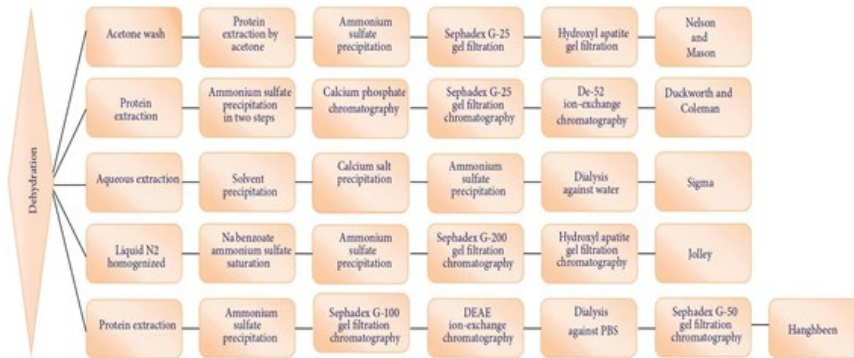 Dehydration
Acetone wash
Protein
extraction by
acetone
Ammonium
sulfate
precipitation
Sephadex G-25
gel filtration
Hydroxyl apatite
gel filtration
Nelson
and
Mason
Protein
extraction
Ammonium sulfate
precipitation
in two steps
Calcium phosphate
chromatography
Sephadex G-25
gel filtration
chromatography
De-52
ion-exchange
chromatography
Duckworth and
Coleman
Aqueous extraction
Solvent
precipitation
Calcium salt
precipitation
Ammonium
sulfate
precipitation
Dialysis
against water
Sigma
Liquid N2
homogenized
Na benzoate
ammonium sulfate
saturation
Ammonium
sulfate
precipitation
Sephadex G-200
gel filtration
chromatography
Hydroxyl apatite
gel filtration
chromatography
Jolley
Protein extraction
Ammonium
sulfate
precipitation
Sephadex G-100
gel filtration
chromatography
DEAE
ion-exchange
chromatography
Dialysis
against PBS
Sephadex G-50
gel filtration
chromatography
Hanghbeen